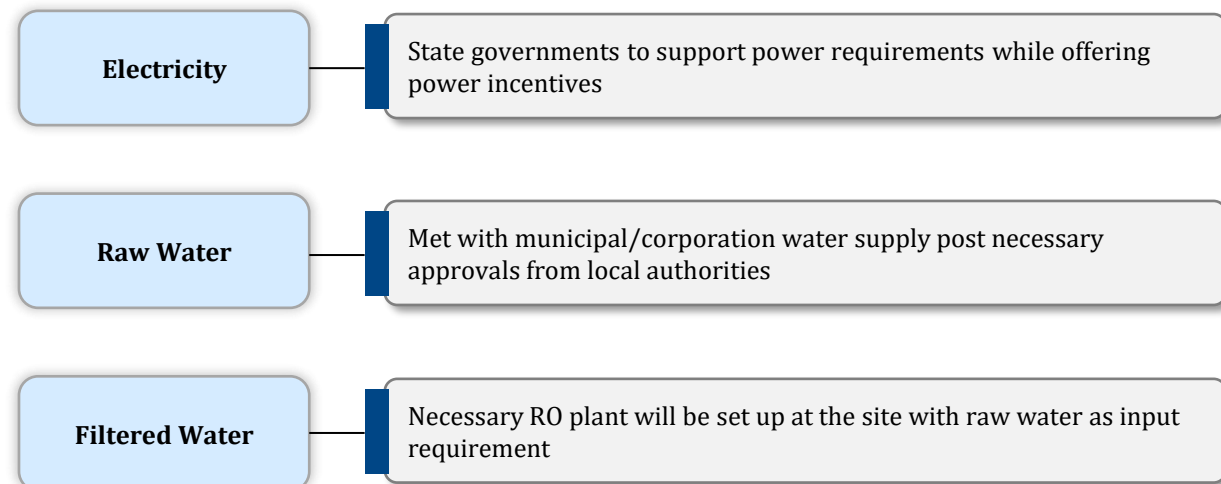 Electricity
State governments to support power requirements while offering
power incentives
Raw Water
Met with municipal/corporation water supply post necessary
approvals from local authorities
Filtered Water
Necessary RO plant will be set up at the site with raw water as input
requirement